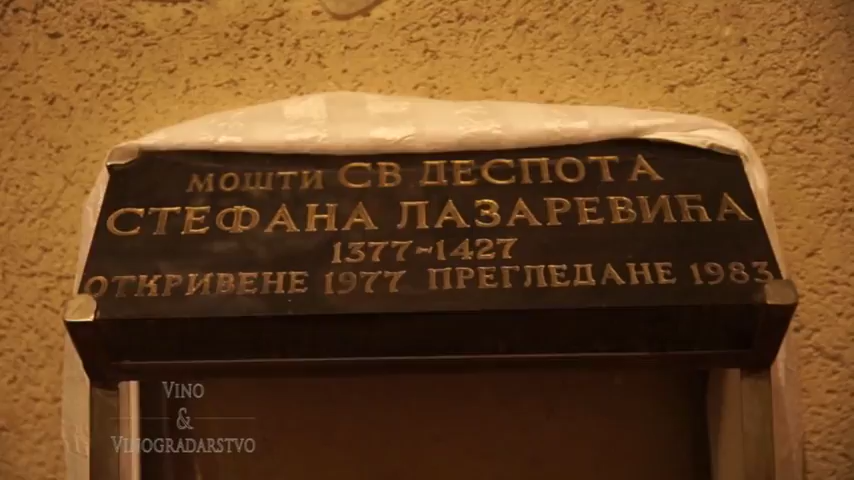 МОШТИ СВ ДЕСПОТА
СТЕФАНА ЛАЗАРЕВИЋА
1377~1427
ОТКРИВЕНЕ 1977 ПРЕГЛЕДАНЕ 1983
VINO
&
VINOGRADARSTVO